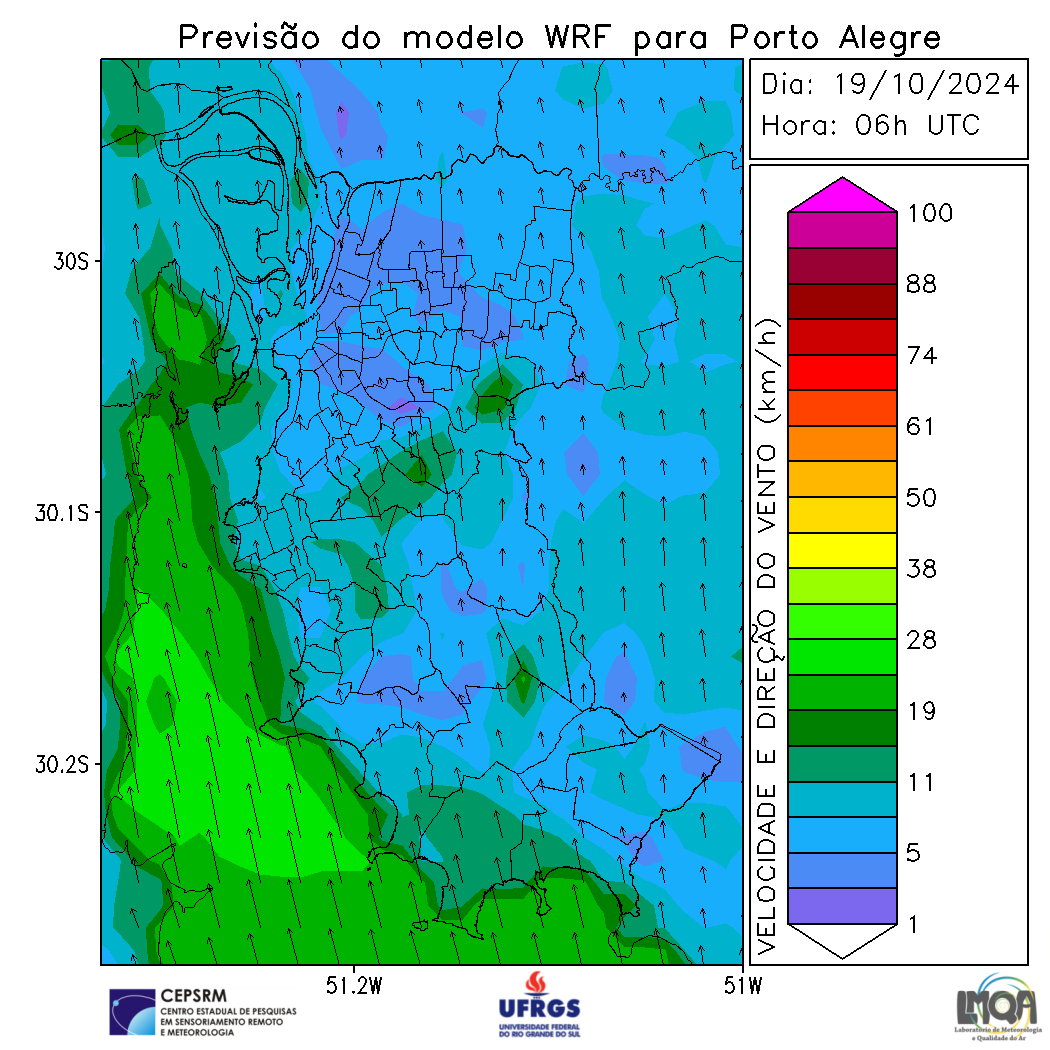 Previsão do modelo WRF para Porto Alegre
Dia: 19/10/2024
Hora: 06h UTC
30S
30.1S
30.2S
51.2W
51W
VELOCIDADE E DIREÇÃO DO VENTO (km/h)
100
88
74
61
50
38
28
19
11
5
1
CEPSRM
CENTRO ESTADUAL DE PESQUISAS
EM SENSORIAMENTO REMOTO
E METEOROLOGIA
UFRGS
UNIVERSIDADE FEDERAL
DO RIO GRANDE DO SUL
LMQA
Laboratório de Meteorologia
e Qualidade do Ar